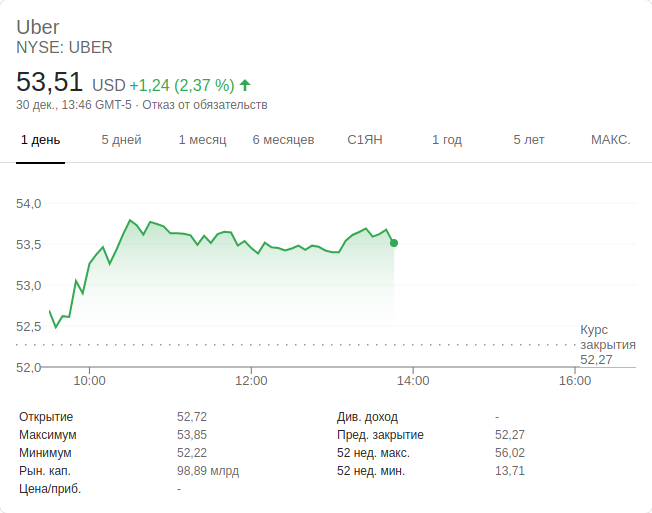 Uber
NYSE: UBER
53,51 USD +1,24 (2,37 %)
30 дек., 13:46 GMT-5 · Отказ от обязательств
1 день 5 дней 1 месяц 6 месяцев С1ЯН 1 год 5 лет МАКС.
54,0
53,5
53,0
52,5
Курс
закрытия
52,27
52,0
10:00 12:00 14:00 16:00
Открытие 52,72 Див. доход -
Максимум 53,85 Пред. закрытие 52,27
Минимум 52,22 52 нед. макс. 56,02
Рын. кап. 98,89 млрд 52 нед. мин. 13,71
Цена/приб. -